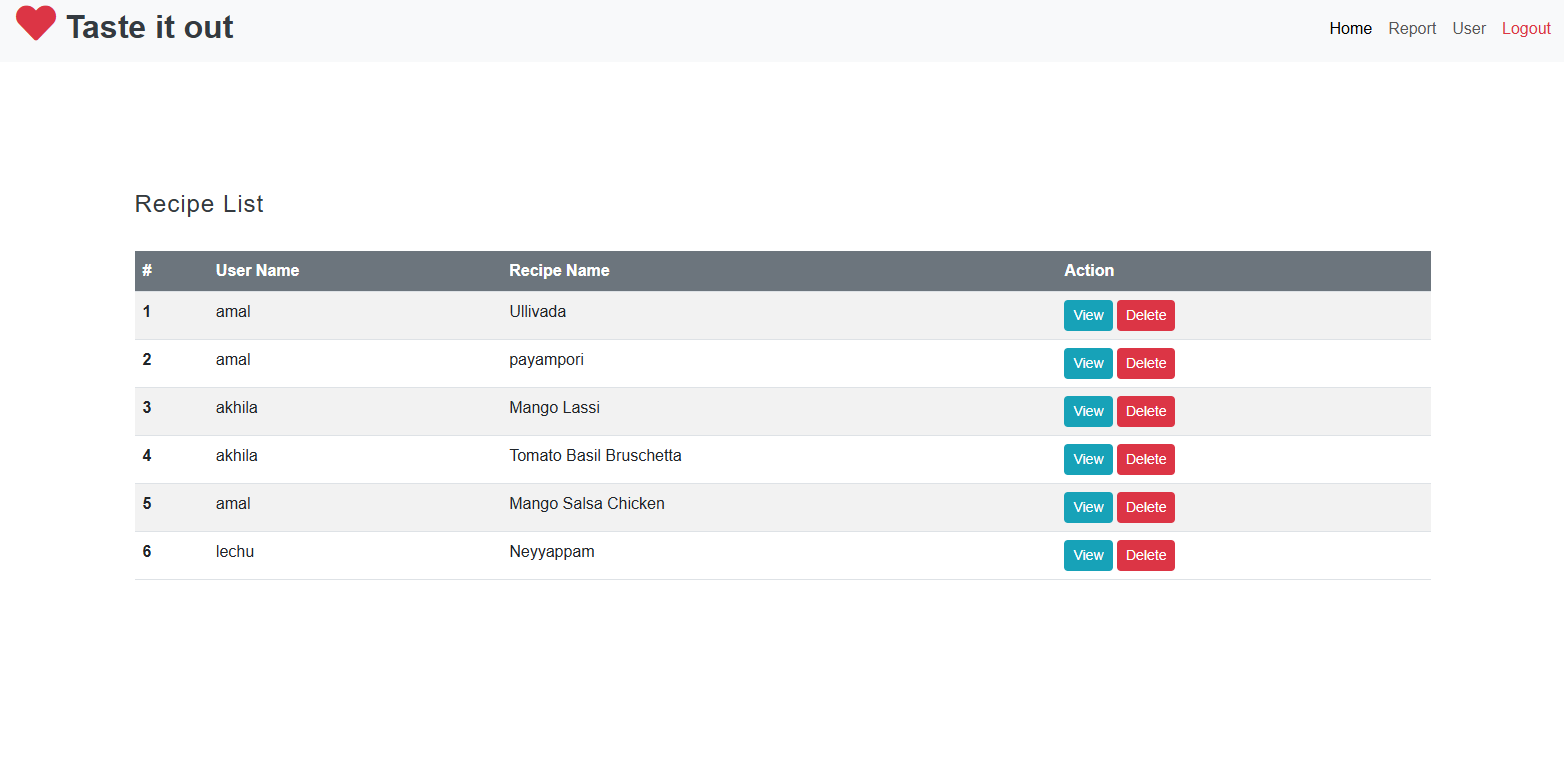 Taste it out
Home Report User Logout
Recipe List
# User Name Recipe Name Action
1 amal Ullivada View Delete
2 amal payampori View Delete
3 akhila Mango Lassi View Delete
4 akhila Tomato Basil Bruschetta View Delete
5 amal Mango Salsa Chicken View Delete
6 lechu Neyyappam View Delete